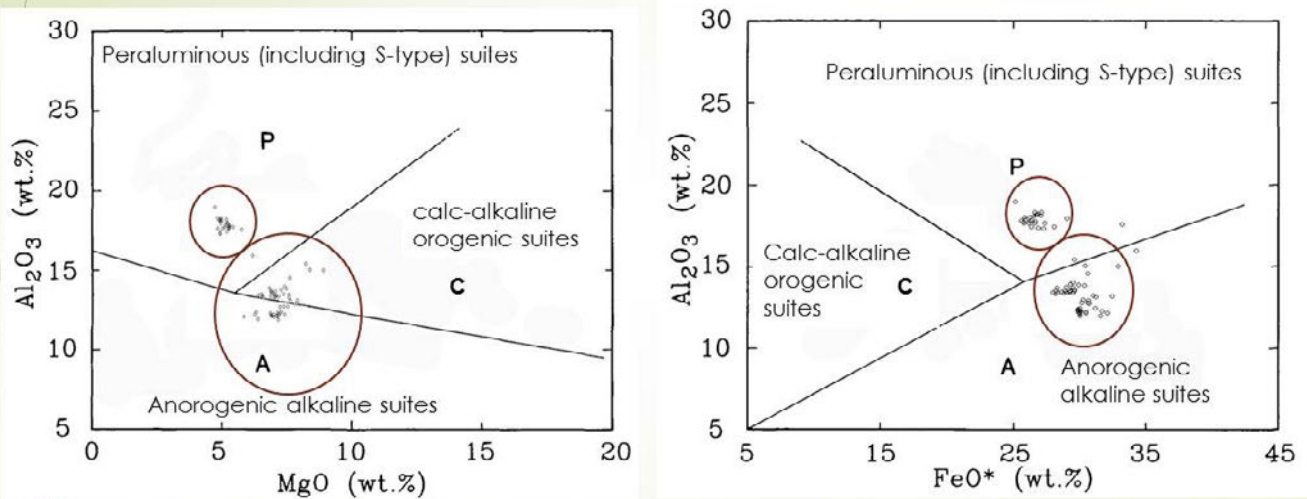 30
25
20
15
10
5
Al₂O₃ (wt.%)
Peraluminous (including S-type) suites
P
calc-alkaline
orogenic suites
C
A
Anorogenic alkaline suites
0
5
10
15
20
MgO (wt.%)
30
25
20
15
10
5
Al₂O₃ (wt.%)
Peraluminous (including S-type) suites
P
Calc-alkaline
orogenic
suites
C
A
Anorogenic
alkaline suites
5
15
25
35
45
FeO* (wt.%)